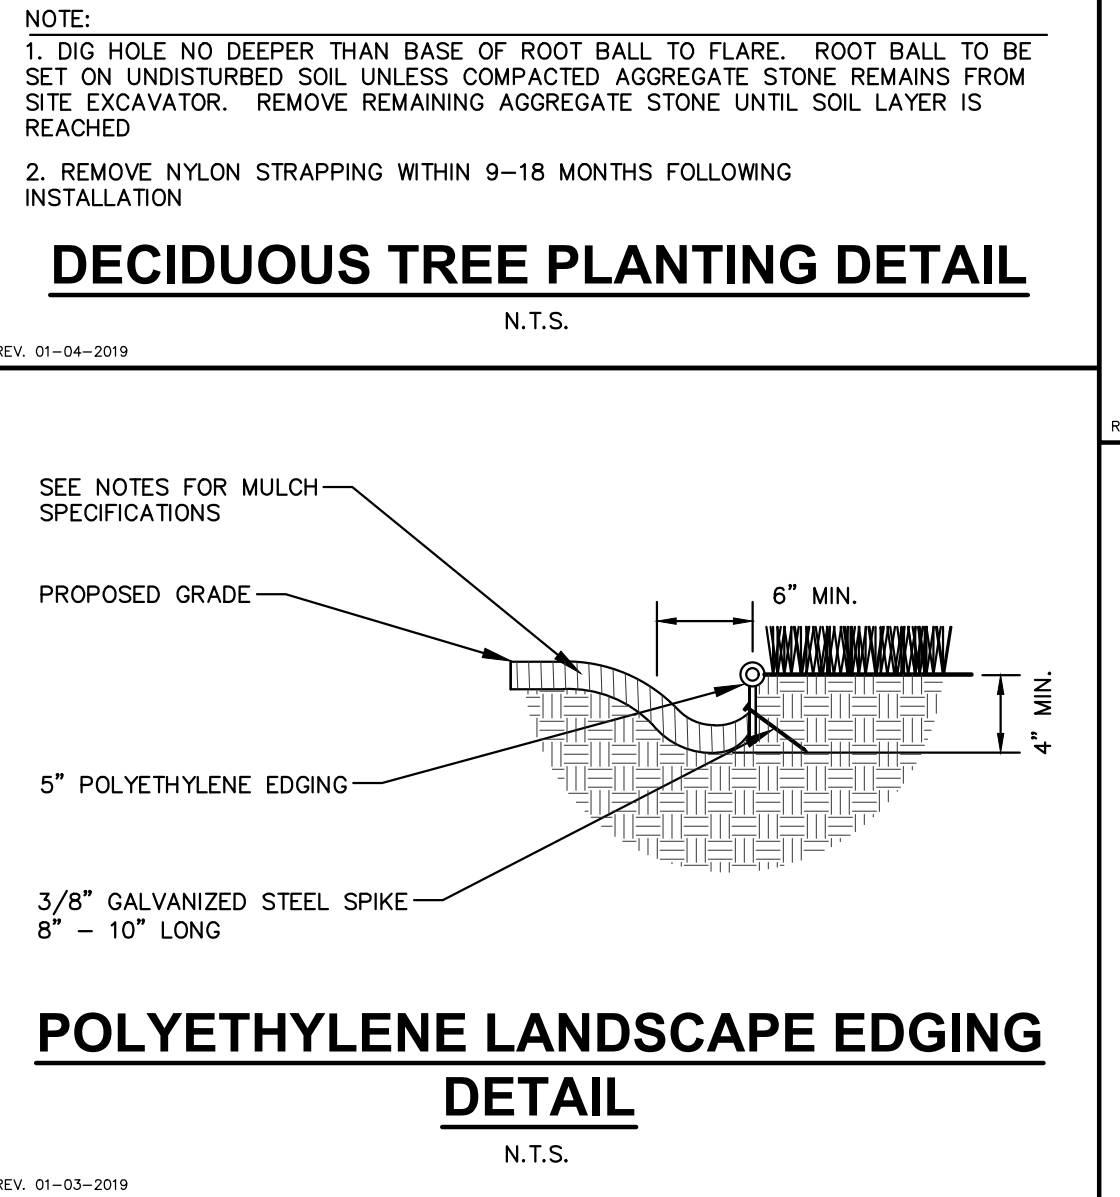 NOTE:
1. DIG HOLE NO DEEPER THAN BASE OF ROOT BALL TO FLARE. ROOT BALL TO BE
SET ON UNDISTURBED SOIL UNLESS COMPACTED AGGREGATE STONE REMAINS FROM
SITE EXCAVATOR. REMOVE REMAINING AGGREGATE STONE UNTIL SOIL LAYER IS
REACHED
2. REMOVE NYLON STRAPPING WITHIN 9–18 MONTHS FOLLOWING
INSTALLATION
DECIDUOUS TREE PLANTING DETAIL
N.T.S.
REV. 01–04–2019
R
SEE NOTES FOR MULCH
SPECIFICATIONS
PROPOSED GRADE
6” MIN.
4” MIN.
5” POLYETHYLENE EDGING
3/8” GALVANIZED STEEL SPIKE
8” – 10” LONG
POLYETHYLENE LANDSCAPE EDGING
DETAIL
N.T.S.
REV. 01–03–2019